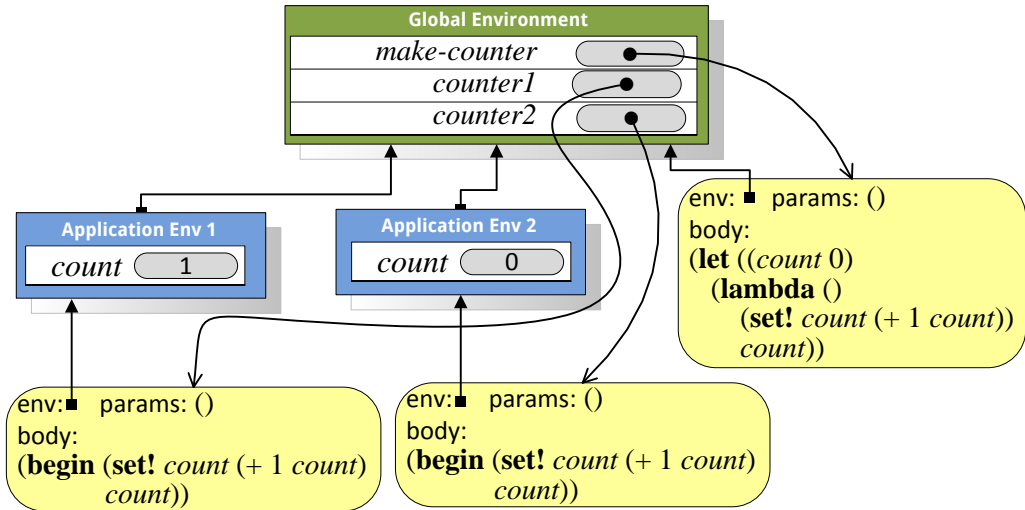 Global Environment
make-counter
counter1
counter2
Application Env 1
count 1
Application Env 2
count 0
env: params: ()
body:
(let ((count 0)
(lambda ()
(set! count (+ 1 count))
count))
env: params: ()
body:
(begin (set! count (+ 1 count)
count))
env: params: ()
body:
(begin (set! count (+ 1 count)
count))